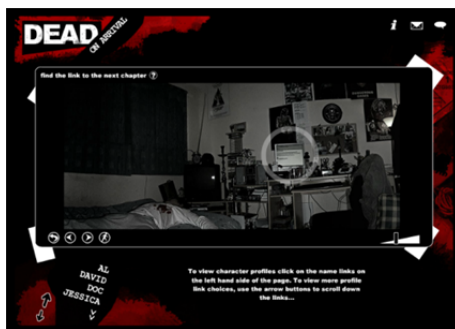 DEAD
ON ARRIVAL
i
find the link to the next chapter ?
AL
DAVID
DOC
JESSICA
To view character profiles click on the name links on
the left hand side of the page. To view more profile
link choices, use the arrow buttons to scroll down
the links...